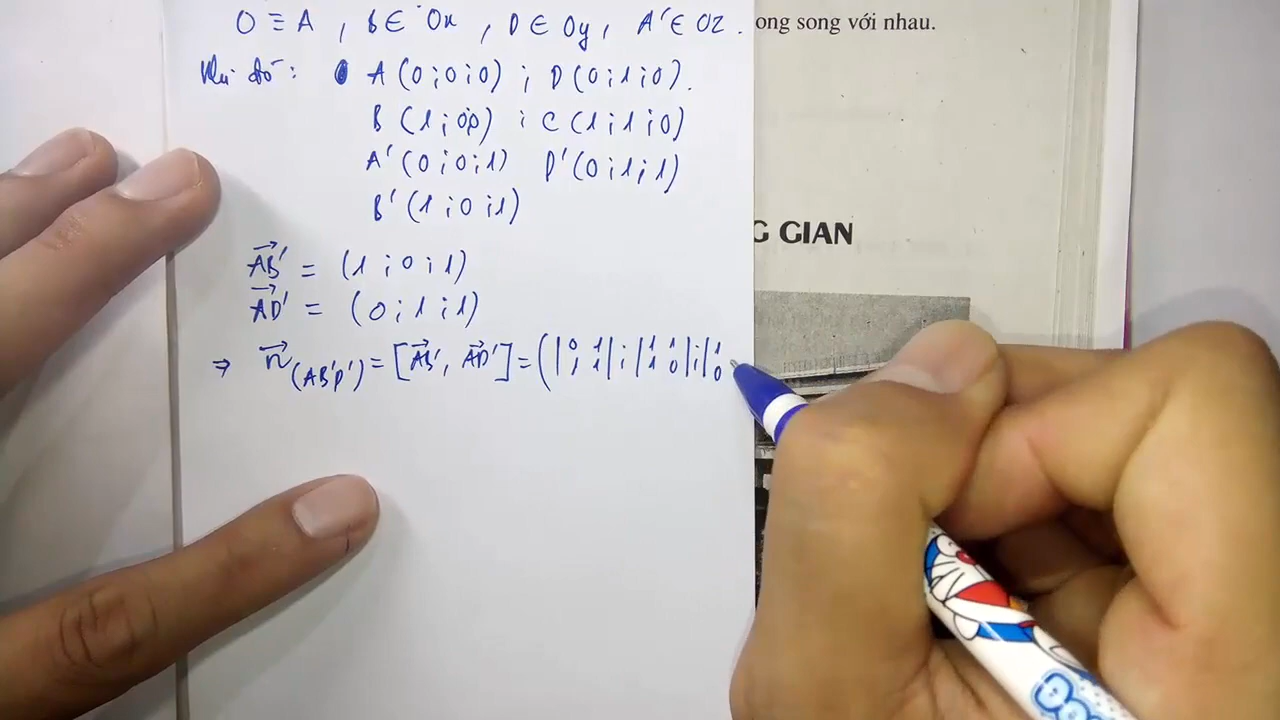 O ≡ A , B ∈ Ox , D ∈ Oy , A' ∈ Oz .
ong song với nhau.
Khi đó : A (0 ; 0 ; 0) ; D (0 ; 1 ; 0) .
B (1 ; 0 ; 0) ; C (1 ; 1 ; 0)
A' (0 ; 0 ; 1) D' (0 ; 1 ; 1)
B' (1 ; 0 ; 1)
G GIAN
AB'⃗ = (1 ; 0 ; 1)
AD'⃗ = (0 ; 1 ; 1)
⇒ n⃗ (AB'D') = [AB'⃗ , AD'⃗] = (|0 1; 1 1| ; |1 1; 1 0| ; |1 0